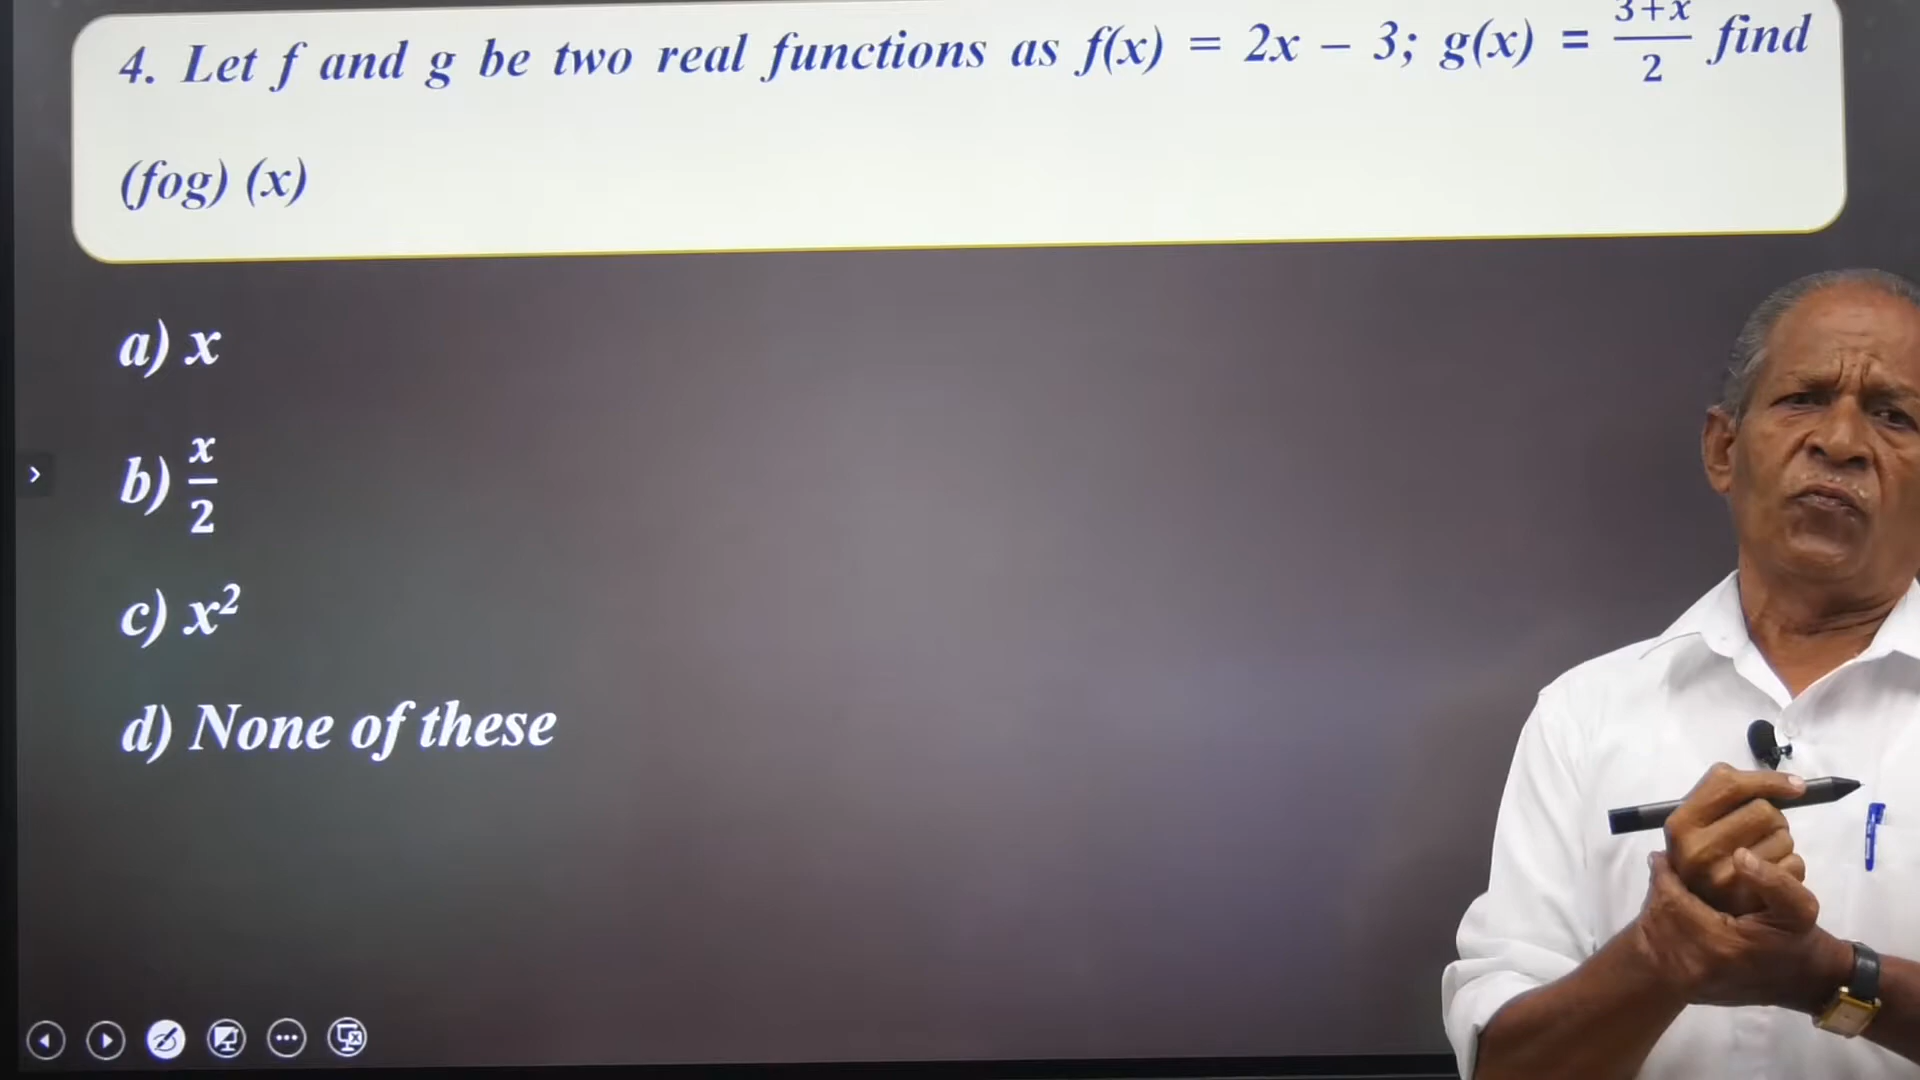 4. Let f and g be two real functions as f(x) = 2x – 3; g(x) = 3+x/2 find
(fog) (x)
a) x
b) x/2
c) x²
d) None of these